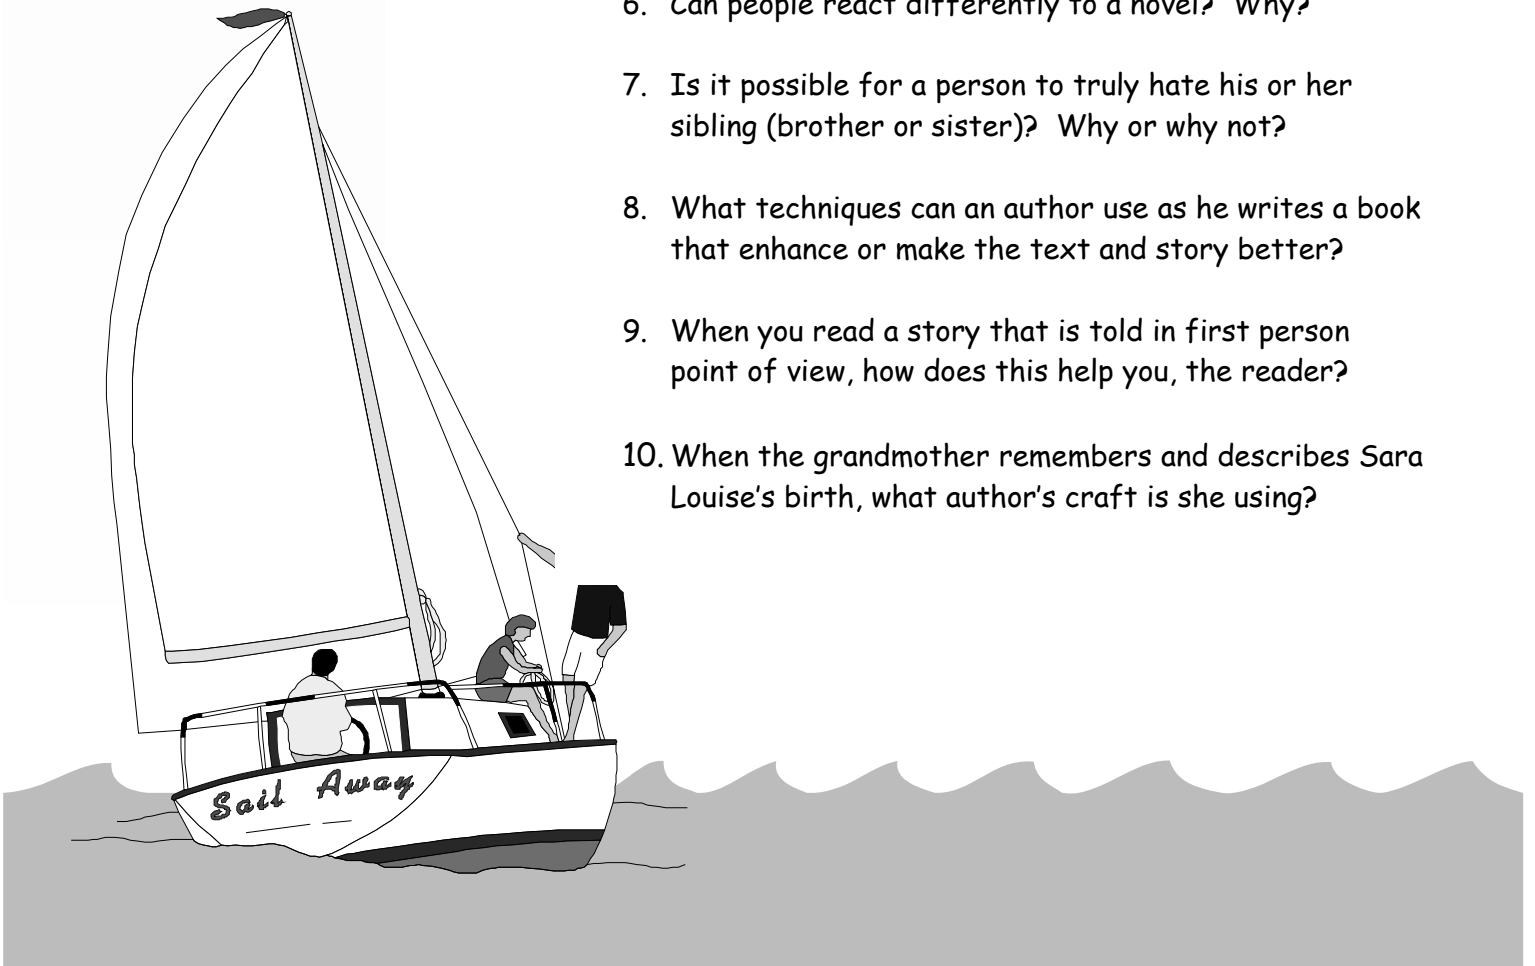 6. Can people react differently to a novel? Why?
7. Is it possible for a person to truly hate his or her
sibling (brother or sister)? Why or why not?
8. What techniques can an author use as he writes a book
that enhance or make the text and story better?
9. When you read a story that is told in first person
point of view, how does this help you, the reader?
10. When the grandmother remembers and describes Sara
Louise’s birth, what author’s craft is she using?
Sail Away